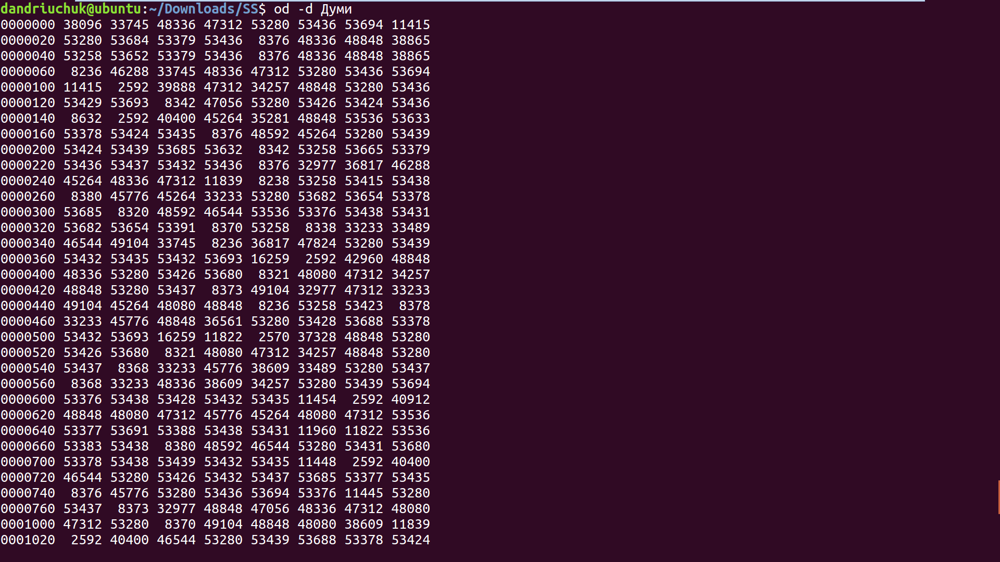 dandriuchuk@ubuntu:~/Downloads/SS$ od -d Думи
0000000 38096 33745 48336 47312 53280 53436 53694 11415
0000020 53280 53684 53379 53436  8376 48336 48848 38865
0000040 53258 53652 53379 53436  8376 48336 48848 38865
0000060  8236 46288 33745 48336 47312 53280 53436 53694
0000100 11415  2592 39888 47312 34257 48848 53280 53436
0000120 53429 53693  8342 47056 53280 53426 53424 53436
0000140  8632  2592 40400 45264 35281 48848 53536 53633
0000160 53378 53424 53435  8376 48592 45264 53280 53439
0000200 53424 53439 53685 53632  8342 53258 53665 53379
0000220 53436 53437 53432 53436  8376 32977 36817 46288
0000240 45264 48336 47312 11839  8238 53258 53415 53438
0000260  8380 45776 45264 33233 53280 53682 53654 53378
0000300 53685  8320 48592 46544 53536 53376 53438 53431
0000320 53682 53654 53391  8370 53258  8338 33233 33489
0000340 46544 49104 33745  8236 36817 47824 53280 53439
0000360 53432 53435 53432 53693 16259  2592 42960 48848
0000400 48336 53280 53426 53680  8321 48080 47312 34257
0000420 48848 53280 53437  8373 49104 32977 47312 33233
0000440 49104 45264 48080 48848  8236 53258 53423  8378
0000460 33233 45776 48848 36561 53280 53428 53688 53378
0000500 53432 53693 16259 11822  2570 37328 48848 53280
0000520 53426 53680  8321 48080 47312 34257 48848 53280
0000540 53437  8368 33233 45776 38609 33489 53280 53437
0000560  8368 33233 48336 38609 34257 53280 53439 53694
0000600 53376 53438 53428 53432 53435 11454  2592 40912
0000620 48848 48080 47312 45776 45264 48080 47312 53536
0000640 53377 53691 53388 53438 53431 11960 11822 53536
0000660 53383 53438  8380 48592 46544 53280 53431 53680
0000700 53378 53438 53439 53432 53435 11448  2592 40400
0000720 46544 53280 53426 53432 53437 53685 53377 53435
0000740  8376 45776 53280 53436 53694 53376 11445 53280
0000760 53437  8373 32977 48848 47056 48336 47312 48080
0001000 47312 53280  8370 49104 48848 48080 38609 11839
0001020  2592 40400 46544 53280 53439 53688 53378 53424